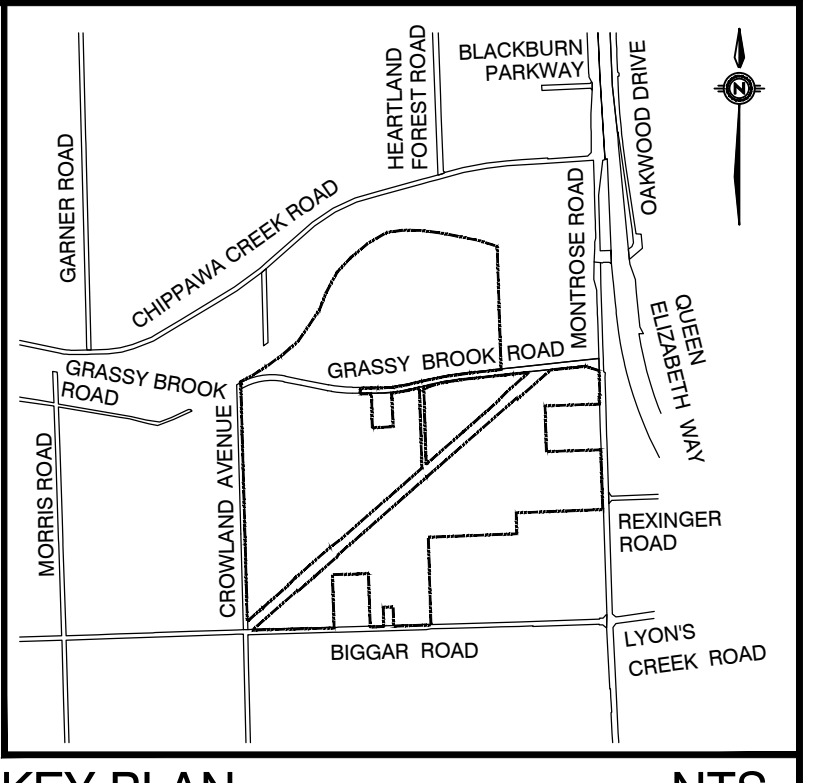 HEARTLAND
FOREST ROAD
BLACKBURN
PARKWAY
OAKWOOD DRIVE
N
GARNER ROAD
CHIPPAWA CREEK ROAD
MONTROSE ROAD
QUEEN
ELIZABETH WAY
GRASSY BROOK ROAD
GRASSY BROOK
ROAD
CROWLAND AVENUE
MORRIS ROAD
REXINGER
ROAD
BIGGAR ROAD
LYON'S
CREEK ROAD
KEY PLAN
NTS